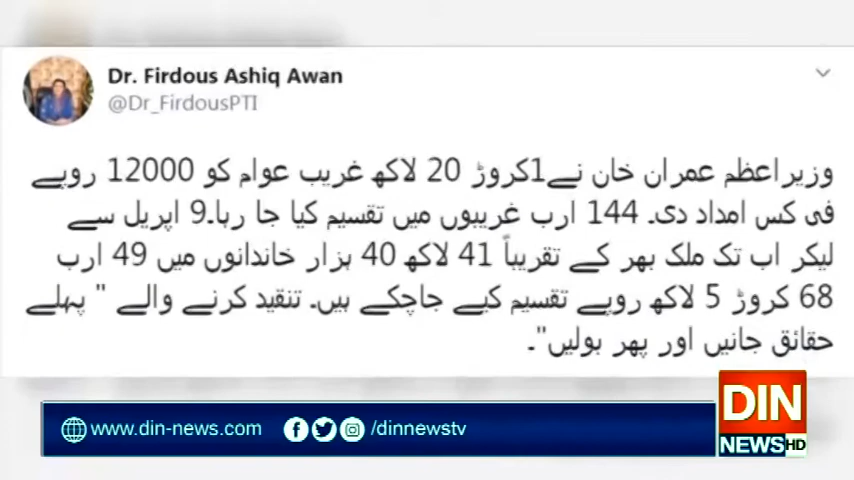 Dr. Firdous Ashiq Awan
@Dr_FirdousPTI
وزیراعظم عمران خان نے1کروڑ 20 لاکھ غریب عوام کو 12000 روپے
فی کس امداد دی۔ 144 ارب غریبوں میں تقسیم کیا جا رہا۔9 اپریل سے
لیکر اب تک ملک بھر کے تقریباً 41 لاکھ 40 ہزار خاندانوں میں 49 ارب
68 کروڑ 5 لاکھ روپے تقسیم کیے جاچکے ہیں۔ تنقید کرنے والے " پہلے
حقائق جانیں اور پھر بولیں"۔
www.din-news.com /dinnewstv
DIN
NEWS HD